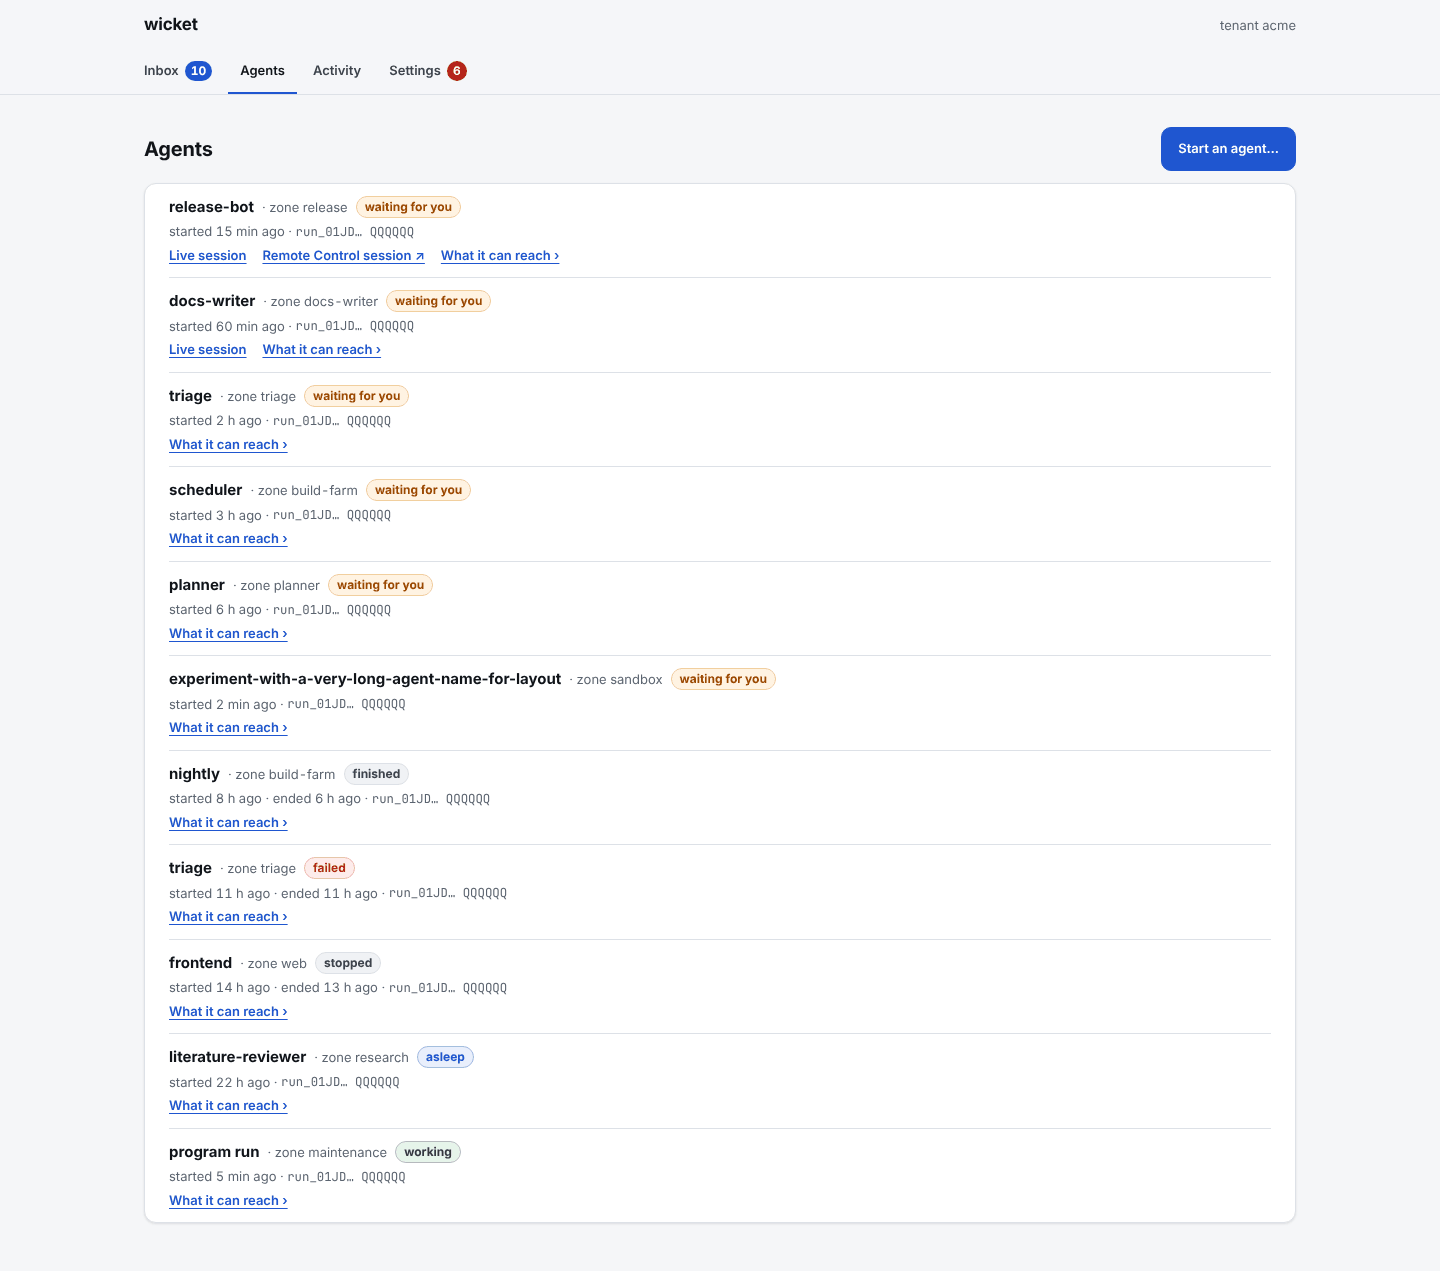 wicket
tenant acme
Inbox 10 Agents Activity Settings 6
Agents
Start an agent...
release-bot · zone release waiting for you
started 15 min ago · run_01JD… QQQQQQ
Live session Remote Control session ↗ What it can reach ›
docs-writer · zone docs-writer waiting for you
started 60 min ago · run_01JD… QQQQQQ
Live session What it can reach ›
triage · zone triage waiting for you
started 2 h ago · run_01JD… QQQQQQ
What it can reach ›
scheduler · zone build-farm waiting for you
started 3 h ago · run_01JD… QQQQQQ
What it can reach ›
planner · zone planner waiting for you
started 6 h ago · run_01JD… QQQQQQ
What it can reach ›
experiment-with-a-very-long-agent-name-for-layout · zone sandbox waiting for you
started 2 min ago · run_01JD… QQQQQQ
What it can reach ›
nightly · zone build-farm finished
started 8 h ago · ended 6 h ago · run_01JD… QQQQQQ
What it can reach ›
triage · zone triage failed
started 11 h ago · ended 11 h ago · run_01JD… QQQQQQ
What it can reach ›
frontend · zone web stopped
started 14 h ago · ended 13 h ago · run_01JD… QQQQQQ
What it can reach ›
literature-reviewer · zone research asleep
started 22 h ago · run_01JD… QQQQQQ
What it can reach ›
program run · zone maintenance working
started 5 min ago · run_01JD… QQQQQQ
What it can reach ›